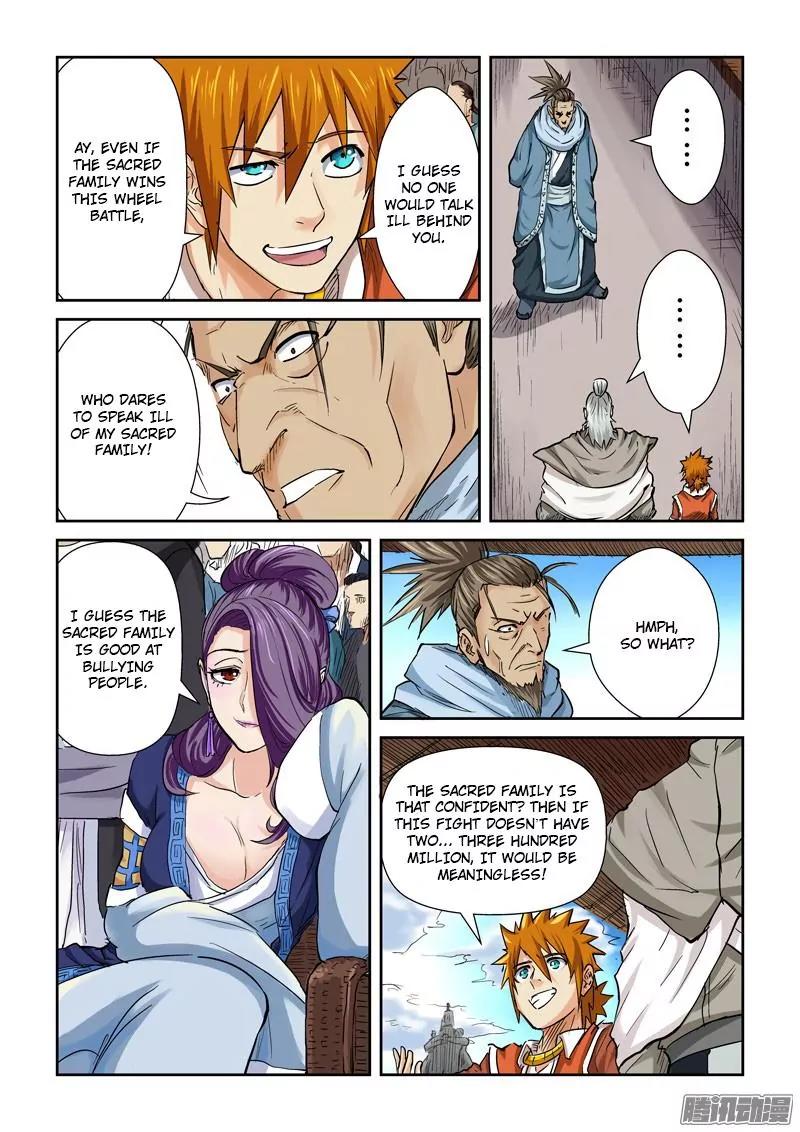 AY, EVEN IF
THE SACRED
FAMILY WINS
THIS WHEEL
BATTLE,
I GUESS
NO ONE
WOULD TALK
ILL BEHIND
YOU.
......
.....
WHO DARES
TO SPEAK ILL
OF MY SACRED
FAMILY!
I GUESS THE
SACRED FAMILY
IS GOOD AT
BULLYING
PEOPLE.
HMPH,
SO WHAT?
THE SACRED FAMILY IS
THAT CONFIDENT? THEN IF
THIS FIGHT DOESN'T HAVE
TWO... THREE HUNDRED
MILLION, IT WOULD BE
MEANINGLESS!
腾讯动漫